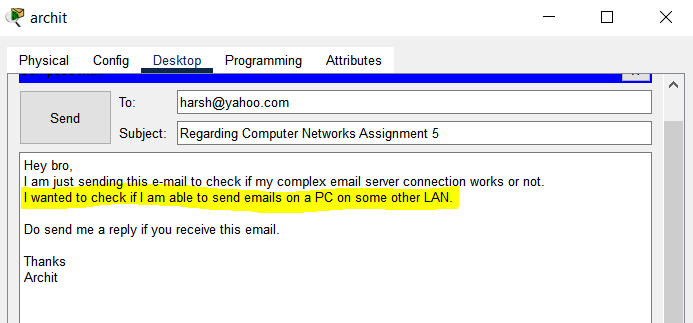 archit
Physical Config Desktop Programming Attributes
Send
To: harsh@yahoo.com
Subject: Regarding Computer Networks Assignment 5
Hey bro,
I am just sending this e-mail to check if my complex email server connection works or not.
I wanted to check if I am able to send emails on a PC on some other LAN.
Do send me a reply if you receive this email.
Thanks
Archit